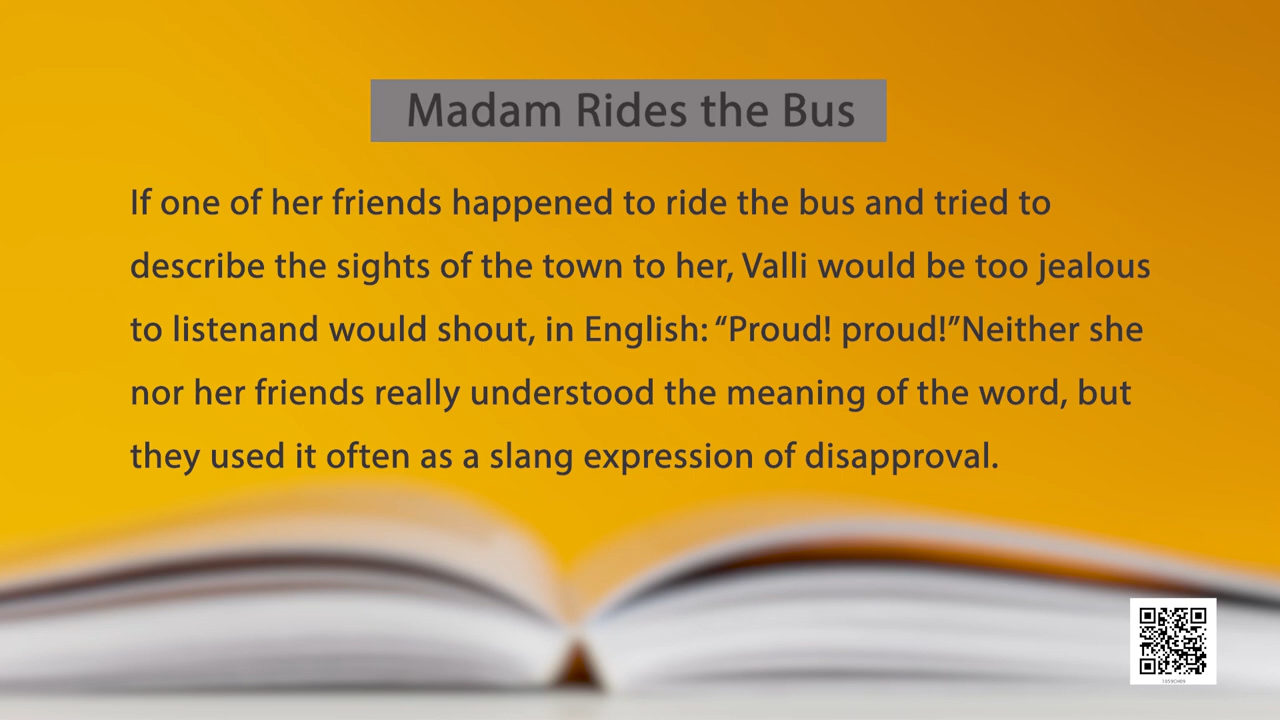 Madam Rides the Bus
If one of her friends happened to ride the bus and tried to
describe the sights of the town to her, Valli would be too jealous
to listenand would shout, in English: “Proud! proud!”Neither she
nor her friends really understood the meaning of the word, but
they used it often as a slang expression of disapproval.
1059CH09